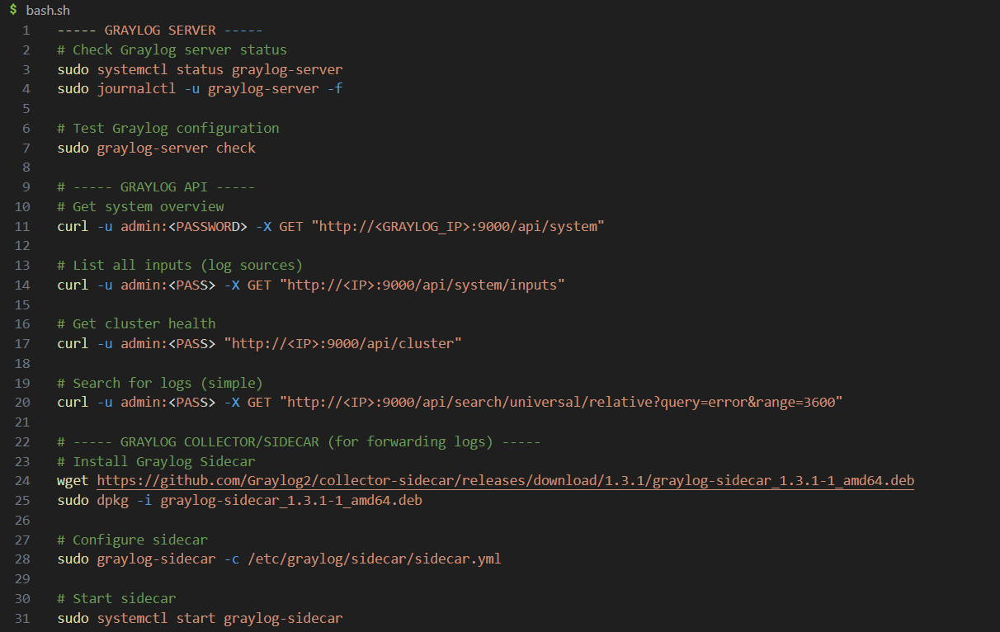 $ bash.sh
1 ----- GRAYLOG SERVER -----
2 # Check Graylog server status
3 sudo systemctl status graylog-server
4 sudo journalctl -u graylog-server -f
5
6 # Test Graylog configuration
7 sudo graylog-server check
8
9 # ----- GRAYLOG API -----
10 # Get system overview
11 curl -u admin:<PASSWORD> -X GET "http://<GRAYLOG_IP>:9000/api/system"
12
13 # List all inputs (log sources)
14 curl -u admin:<PASS> -X GET "http://<IP>:9000/api/system/inputs"
15
16 # Get cluster health
17 curl -u admin:<PASS> "http://<IP>:9000/api/cluster"
18
19 # Search for logs (simple)
20 curl -u admin:<PASS> -X GET "http://<IP>:9000/api/search/universal/relative?query=error&range=3600"
21
22 # ----- GRAYLOG COLLECTOR/SIDECAR (for forwarding logs) -----
23 # Install Graylog Sidecar
24 wget https://github.com/Graylog2/collector-sidecar/releases/download/1.3.1/graylog-sidecar_1.3.1-1_amd64.deb
25 sudo dpkg -i graylog-sidecar_1.3.1-1_amd64.deb
26
27 # Configure sidecar
28 sudo graylog-sidecar -c /etc/graylog/sidecar/sidecar.yml
29
30 # Start sidecar
31 sudo systemctl start graylog-sidecar